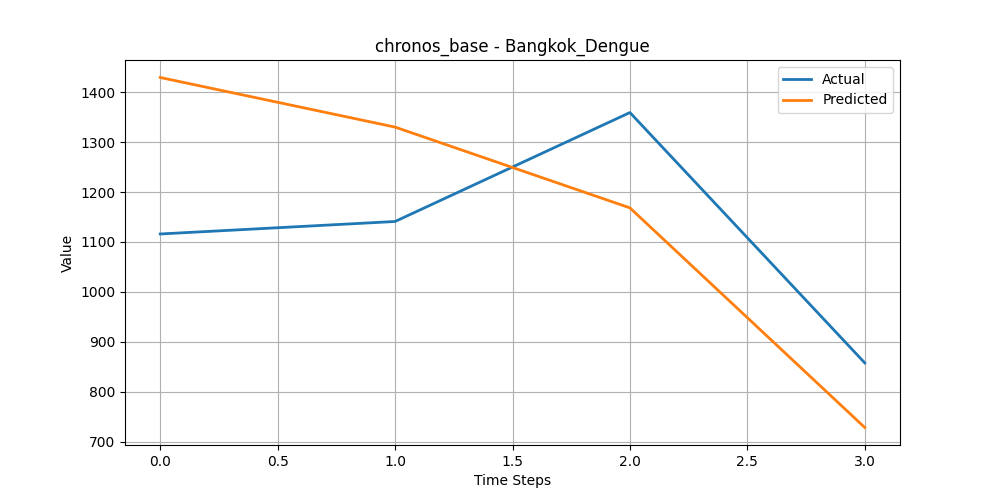 chronos_base - Bangkok_Dengue
Actual
Predicted
1400
1300
1200
1100
1000
900
800
700
Value
0.0 0.5 1.0 1.5 2.0 2.5 3.0
Time Steps